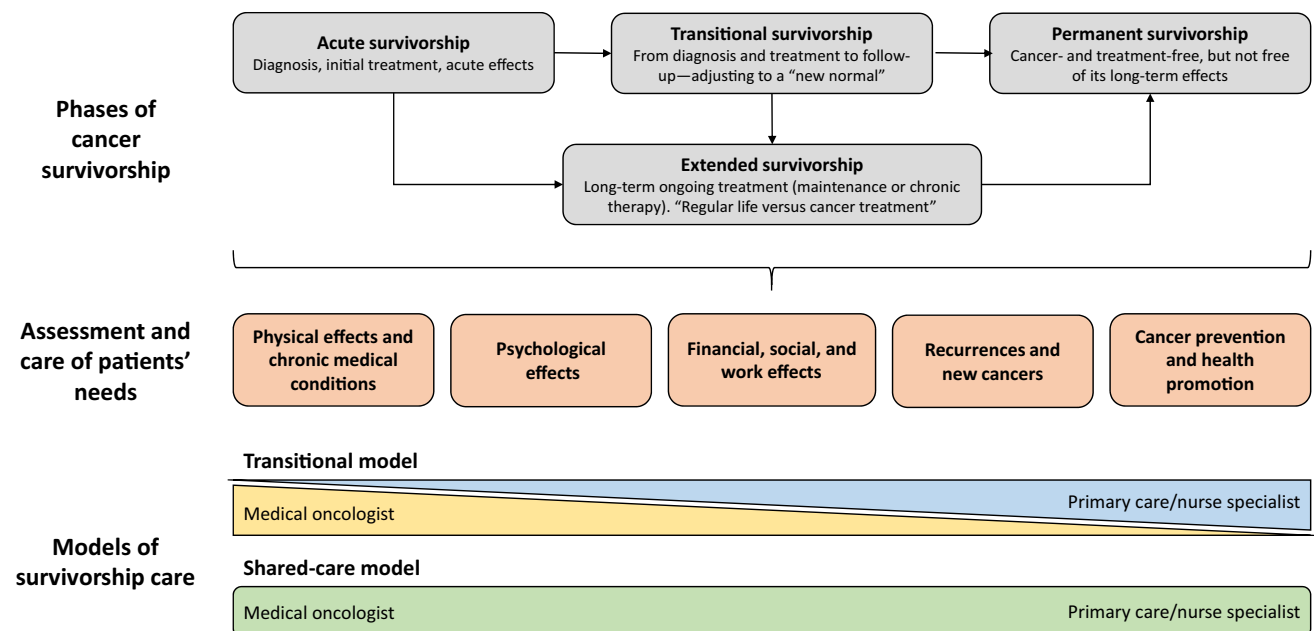 Phases of
cancer
survivorship
Acute survivorship
Diagnosis, initial treatment, acute effects
Transitional survivorship
From diagnosis and treatment to follow-
up—adjusting to a “new normal”
Permanent survivorship
Cancer- and treatment-free, but not free
of its long-term effects
Extended survivorship
Long-term ongoing treatment (maintenance or chronic
therapy). “Regular life versus cancer treatment”
Assessment and
care of patients’
needs
Physical effects and
chronic medical
conditions
Psychological
effects
Financial, social, and
work effects
Recurrences and
new cancers
Cancer prevention
and health
promotion
Models of
survivorship care
Transitional model
Medical oncologist
Primary care/nurse specialist
Shared-care model
Medical oncologist
Primary care/nurse specialist